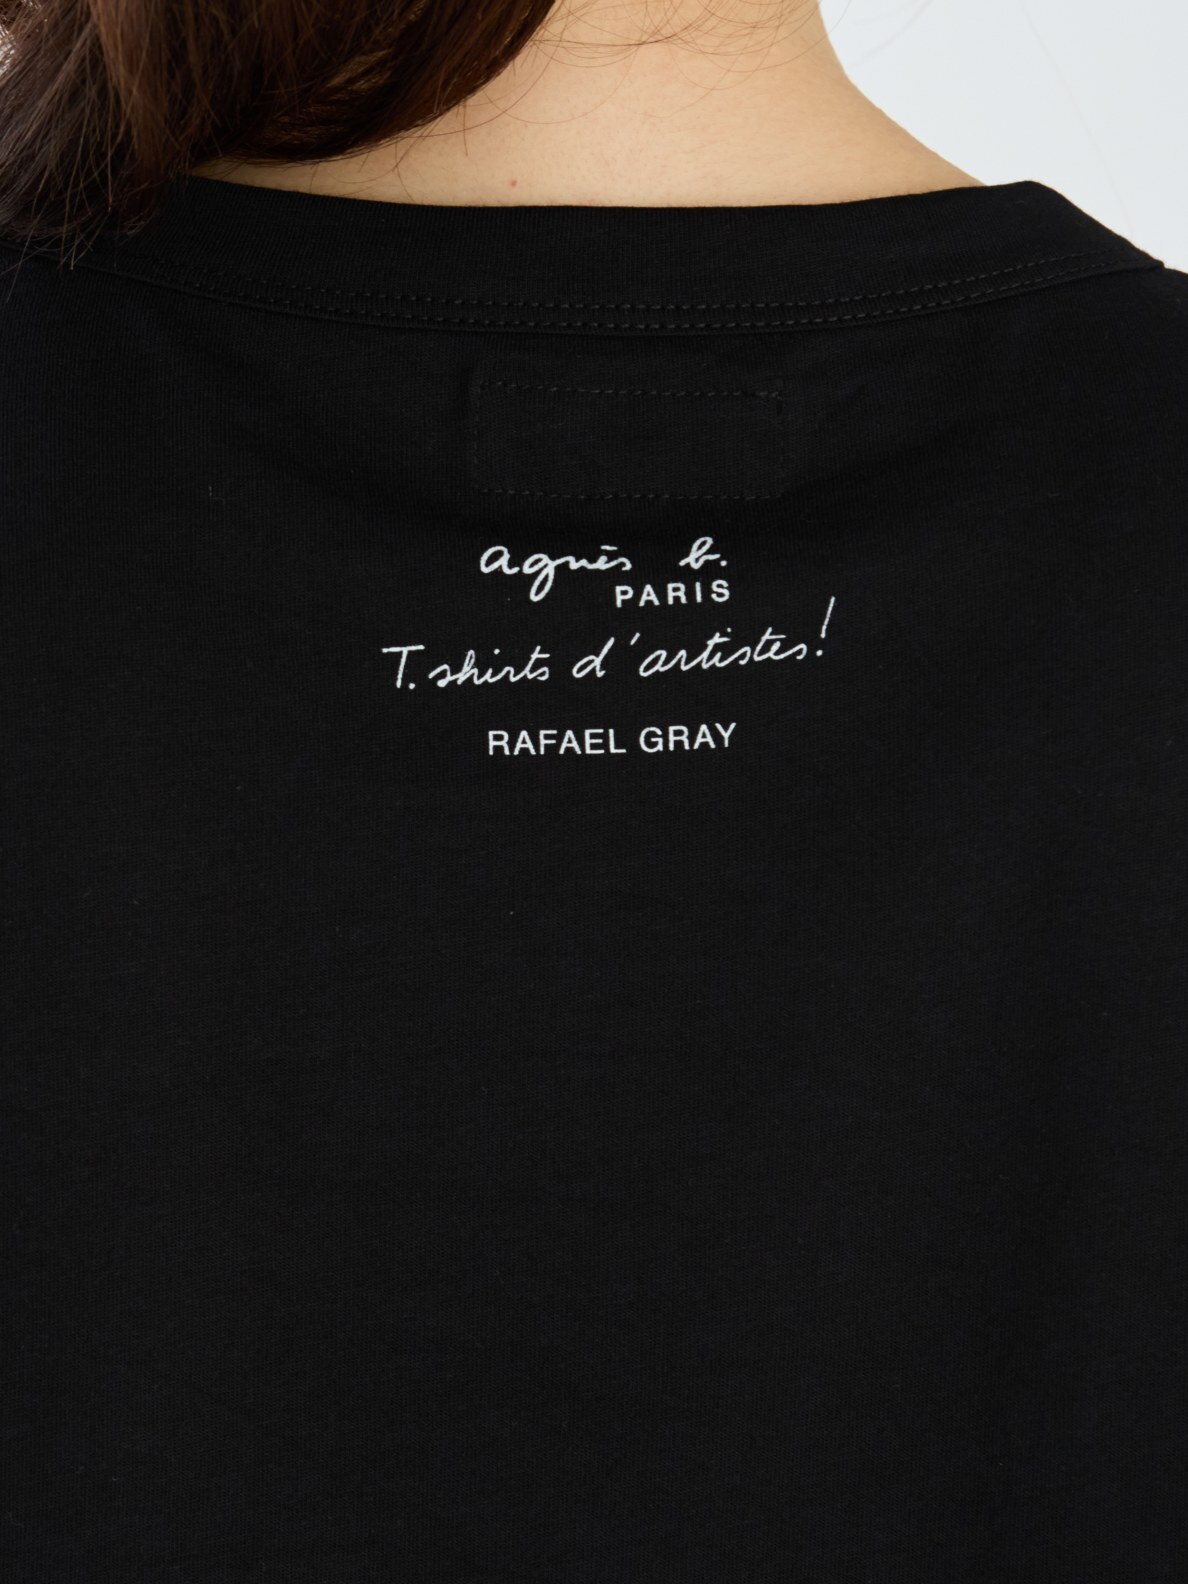 agnès b.
PARIS
T.shirts d'artistes!
RAFAEL GRAY